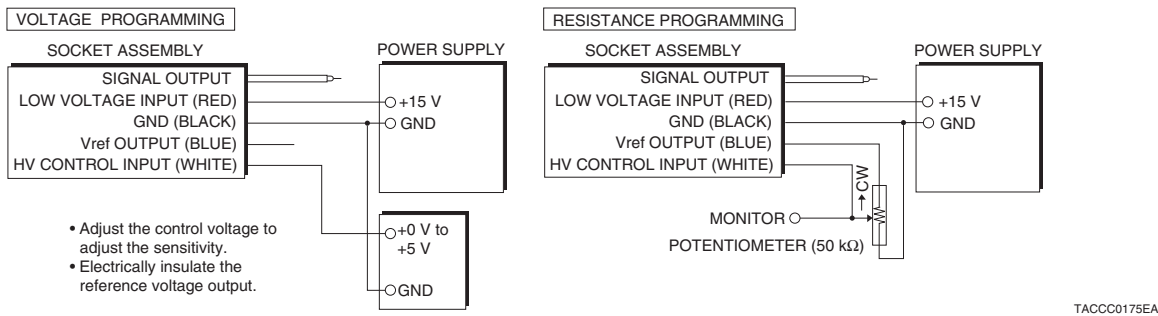 VOLTAGE PROGRAMMING
SOCKET ASSEMBLY
POWER SUPPLY
SIGNAL OUTPUT
LOW VOLTAGE INPUT (RED)
GND (BLACK)
Vref OUTPUT (BLUE)
HV CONTROL INPUT (WHITE)
+15 V
GND
+0 V to
+5 V
GND
• Adjust the control voltage to
adjust the sensitivity.
• Electrically insulate the
reference voltage output.
RESISTANCE PROGRAMMING
SOCKET ASSEMBLY
POWER SUPPLY
SIGNAL OUTPUT
LOW VOLTAGE INPUT (RED)
GND (BLACK)
Vref OUTPUT (BLUE)
HV CONTROL INPUT (WHITE)
+15 V
GND
CW
MONITOR
POTENTIOMETER (50 kΩ)
TACCC0175EA